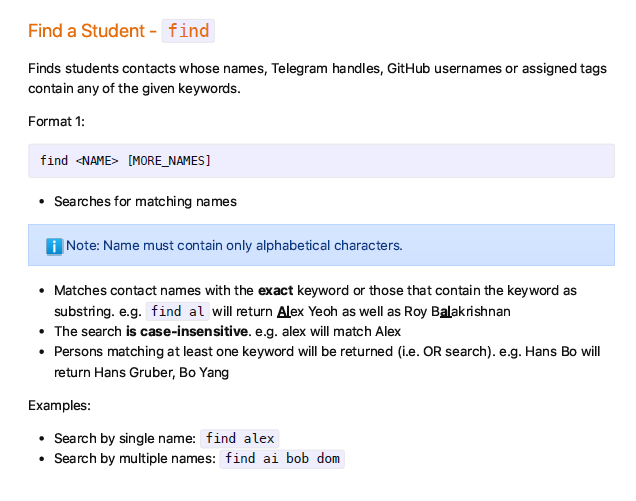 Find a Student - find
Finds students contacts whose names, Telegram handles, GitHub usernames or assigned tags
contain any of the given keywords.
Format 1:
find <NAME> [MORE_NAMES]
• Searches for matching names
Note: Name must contain only alphabetical characters.
• Matches contact names with the exact keyword or those that contain the keyword as
substring. e.g. find al will return Alex Yeoh as well as Roy Balakrishnan
• The search is case-insensitive. e.g. alex will match Alex
• Persons matching at least one keyword will be returned (i.e. OR search). e.g. Hans Bo will
return Hans Gruber, Bo Yang
Examples:
• Search by single name: find alex
• Search by multiple names: find ai bob dom